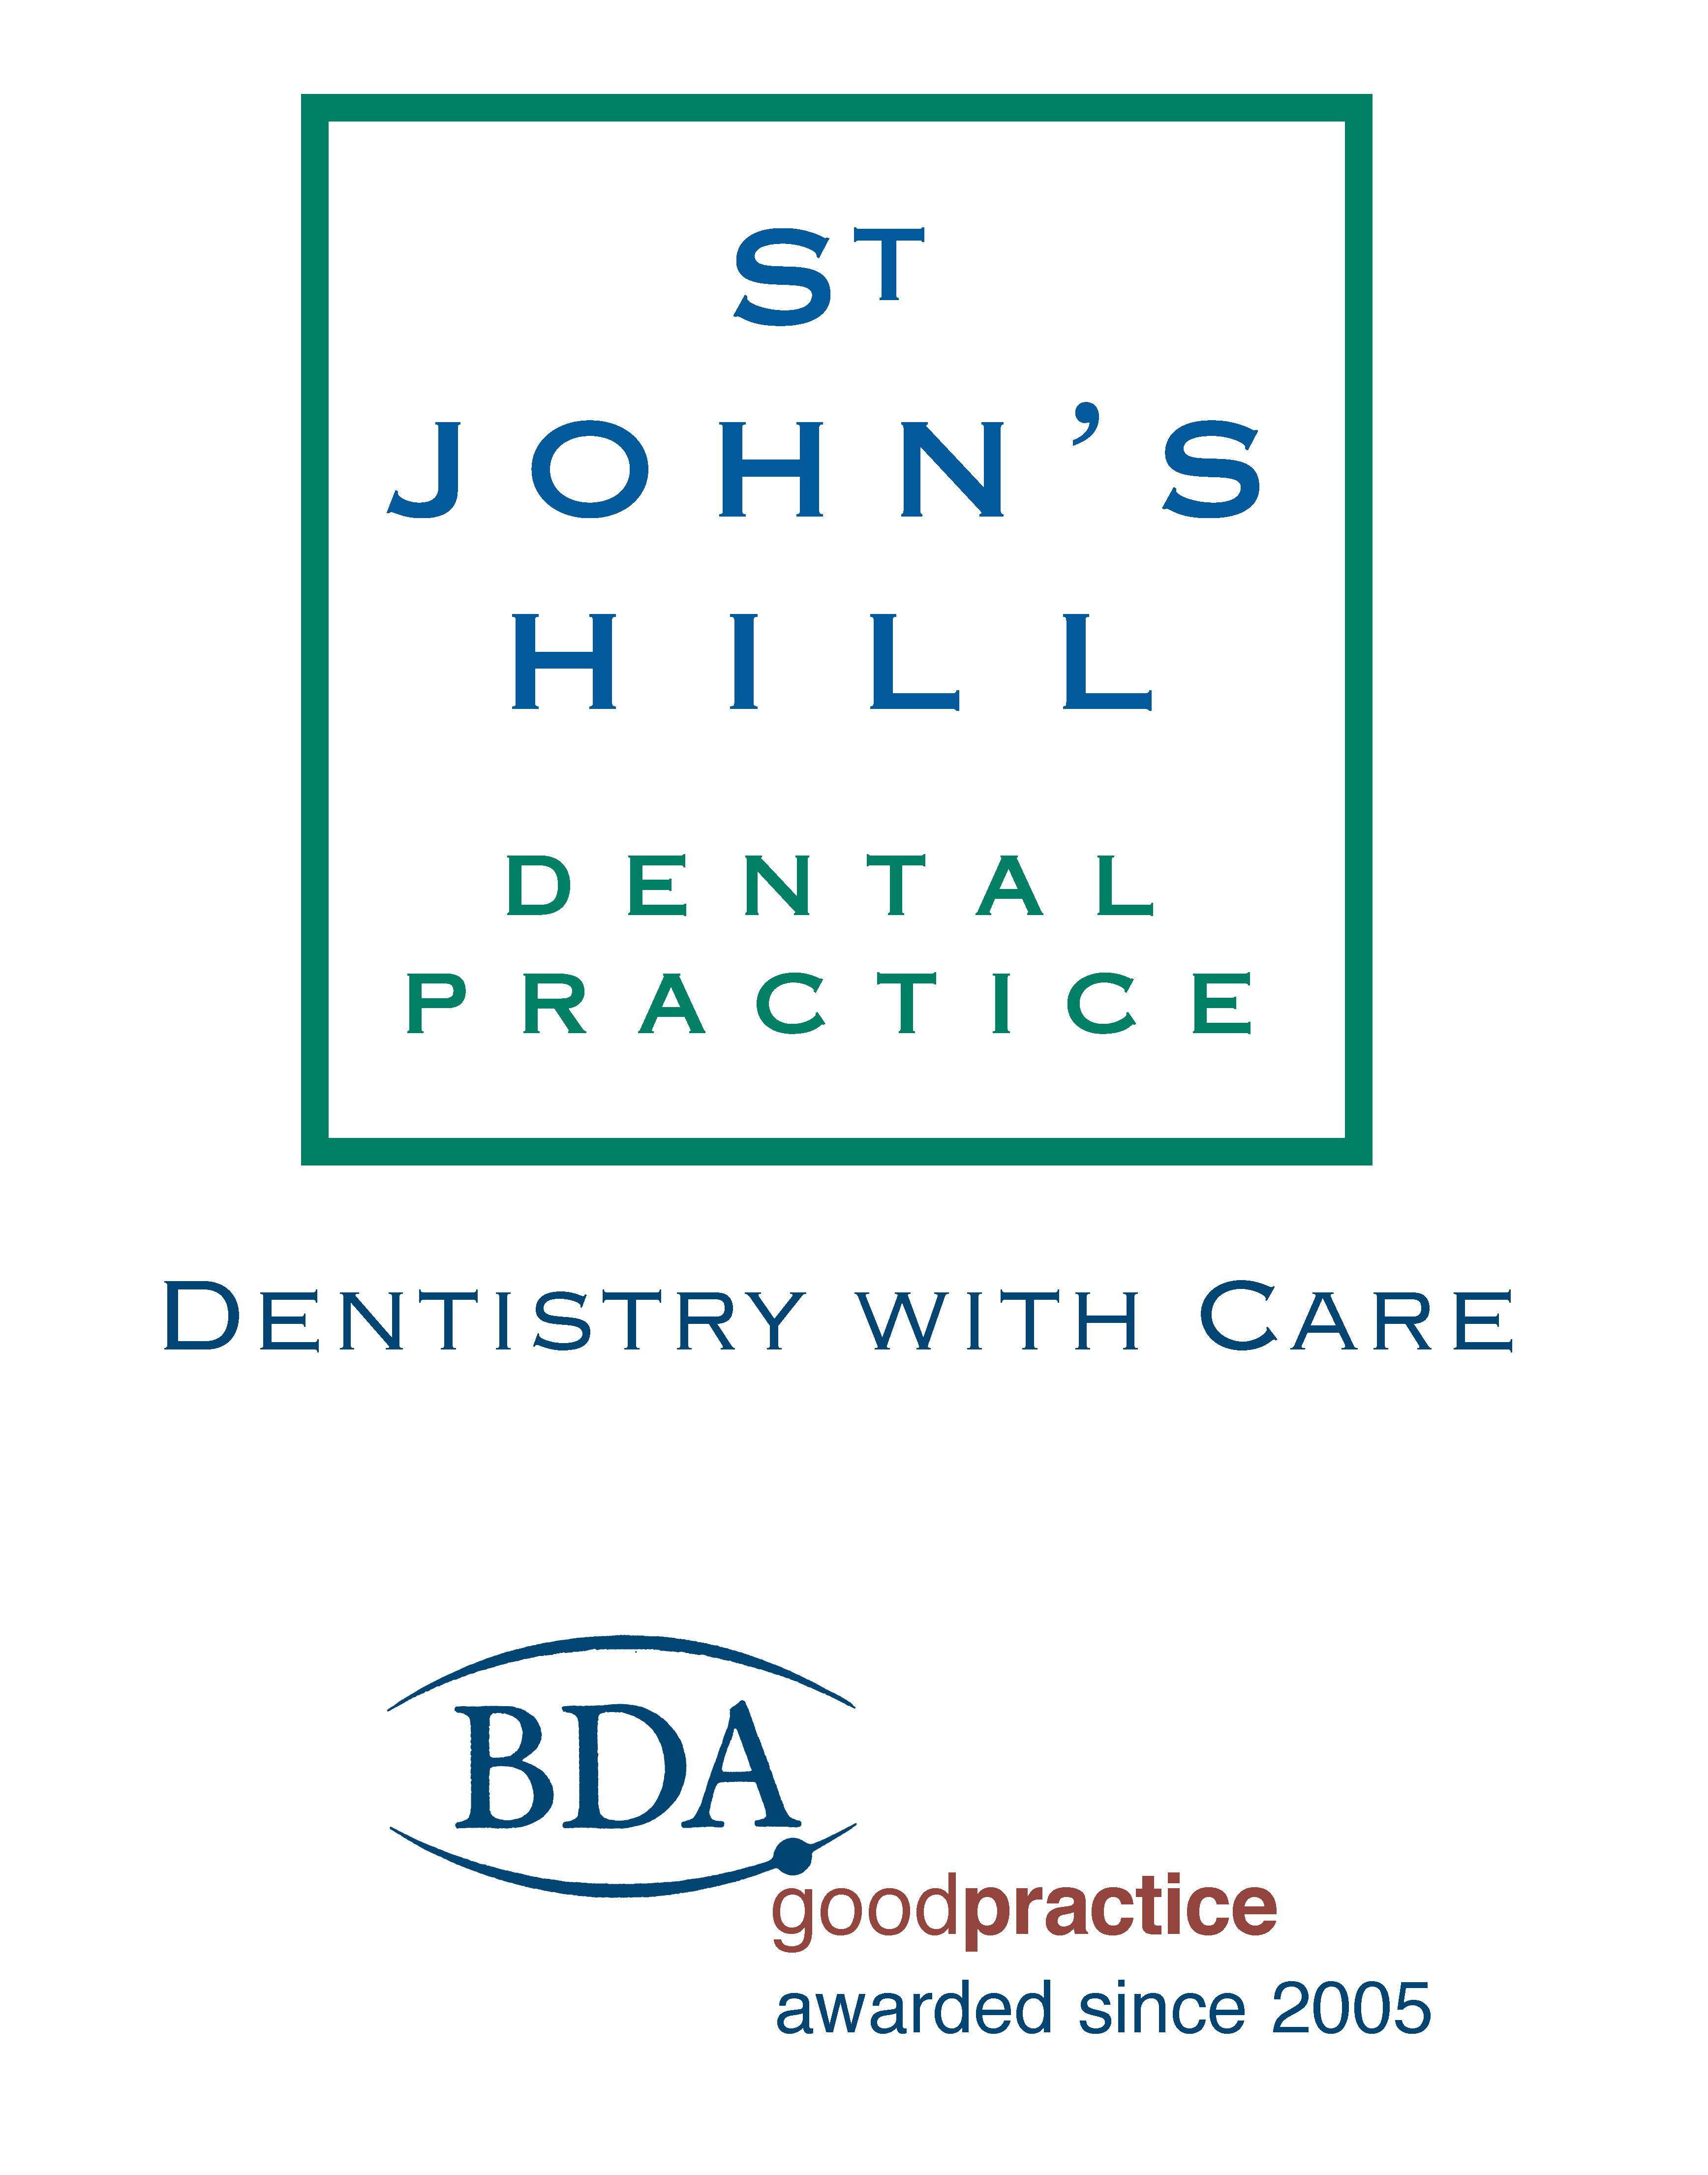 ST
JOHN’S
HILL
DENTAL
PRACTICE
DENTISTRY WITH CARE
BDA
goodpractice
awarded since 2005